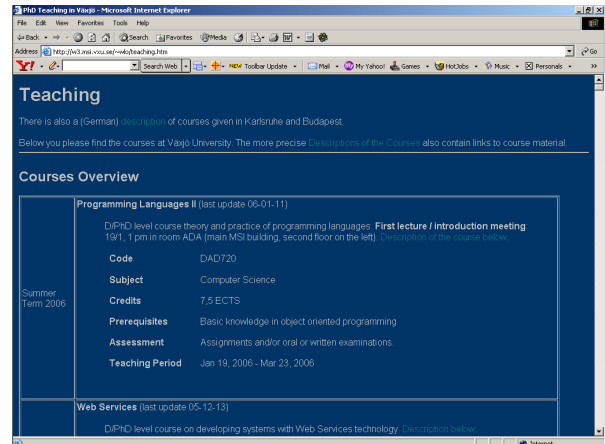 PhD Teaching in Växjö - Microsoft Internet Explorer
File Edit View Favorites Tools Help
Back Search Favorites Media
Address http://w3.msi.vxu.se/~wlo/teaching.htm Go
Y! Search Web NEW Toolbar Update Mail My Yahoo! Games HotJobs Music Personals »
Teaching
There is also a (German) description of courses given in Karlsruhe and Budapest.
Below you please find the courses at Växjö University. The more precise Descriptions of the Courses also contain links to course material.
Courses Overview
Programming Languages II (last update 06-01-11)
D/PhD level course theory and practice of programming languages. First lecture / introduction meeting:
19/1, 1 pm in room ADA (main MSI building, second floor on the left). Description of the course below.
Code DAD720
Subject Computer Science
Credits 7,5 ECTS
Summer
Term 2006
Prerequisites Basic knowledge in object oriented programming
Assessment Assignments and/or oral or written examinations.
Teaching Period Jan 19, 2006 - Mar 23, 2006
Web Services (last update 05-12-13)
D/PhD level course on developing systems with Web Services technology. Description below.
Internet